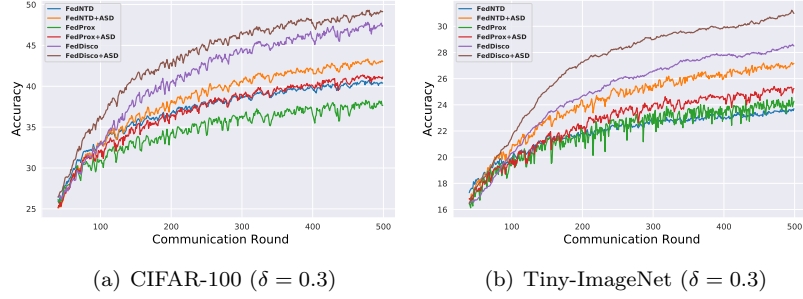 FedNTD
FedNTD+ASD
FedProx
FedProx+ASD
FedDisco
FedDisco+ASD
50
45
40
35
30
25
Accuracy
100
200
300
400
500
Communication Round
(a) CIFAR-100 (δ = 0.3)
FedNTD
FedNTD+ASD
FedProx
FedProx+ASD
FedDisco
FedDisco+ASD
30
28
26
24
22
20
18
16
Accuracy
100
200
300
400
500
Communication Round
(b) Tiny-ImageNet (δ = 0.3)